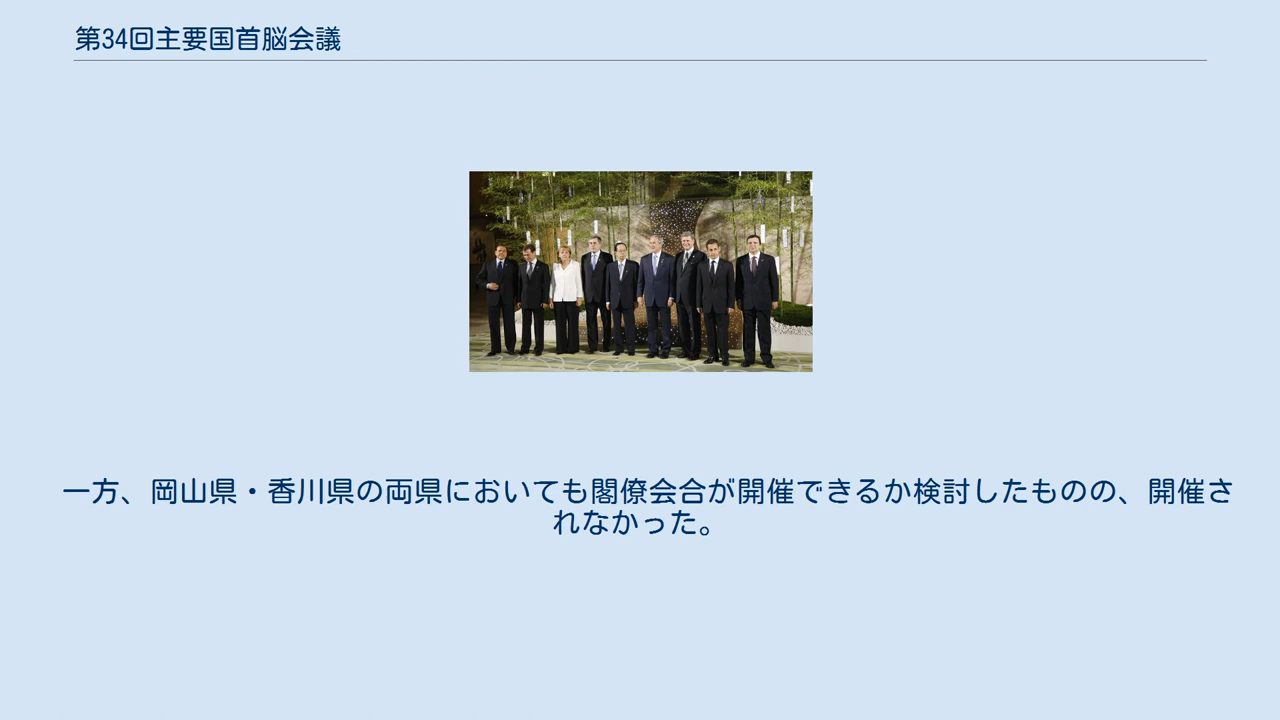 第34回主要国首脳会議
一方、岡山県・香川県の両県においても閣僚会合が開催できるか検討したものの、開催さ
れなかった。